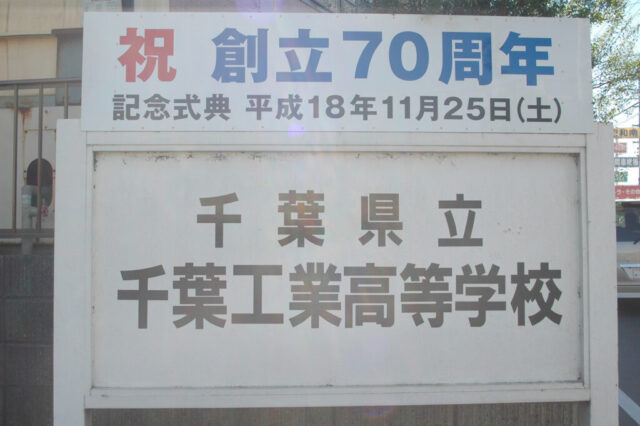 祝 創立70周年
記念式典 平成18年11月25日(土)
千葉県立
千葉工業高等学校